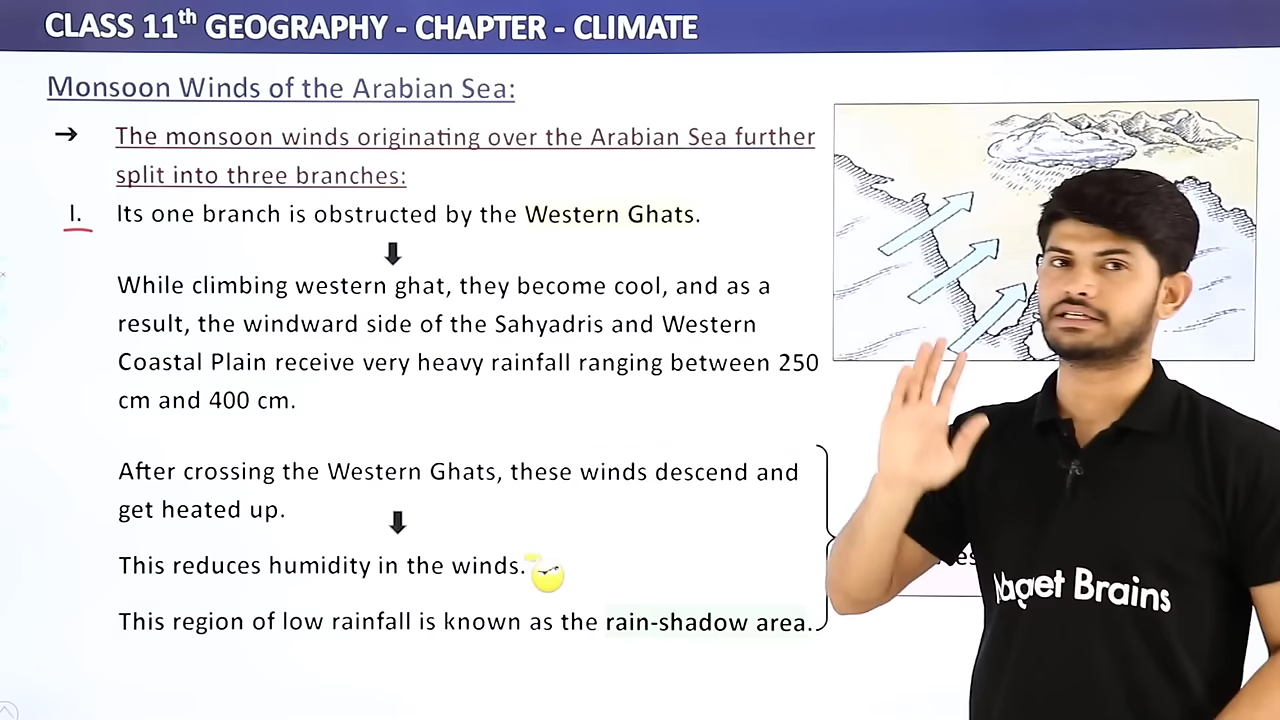 CLASS 11th GEOGRAPHY - CHAPTER - CLIMATE
Monsoon Winds of the Arabian Sea:
➔ The monsoon winds originating over the Arabian Sea further
split into three branches:
I. Its one branch is obstructed by the Western Ghats.
While climbing western ghat, they become cool, and as a
result, the windward side of the Sahyadris and Western
Coastal Plain receive very heavy rainfall ranging between 250
cm and 400 cm.
After crossing the Western Ghats, these winds descend and
get heated up.
This reduces humidity in the winds.
This region of low rainfall is known as the rain-shadow area.
Magnet Brains